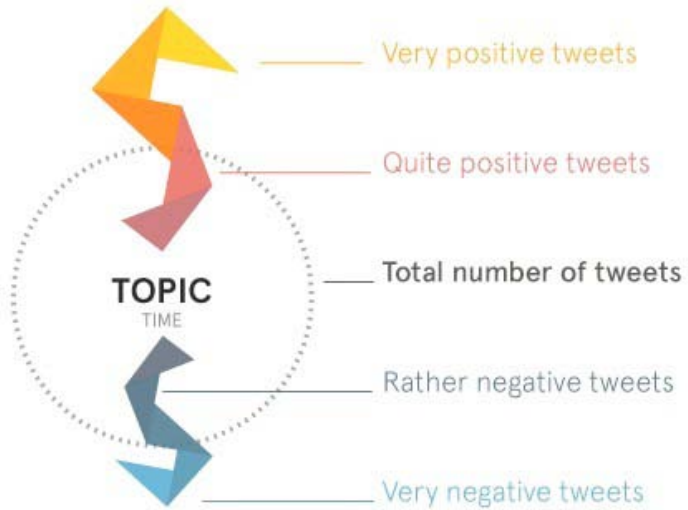 Very positive tweets
Quite positive tweets
Total number of tweets
TOPIC
TIME
Rather negative tweets
Very negative tweets